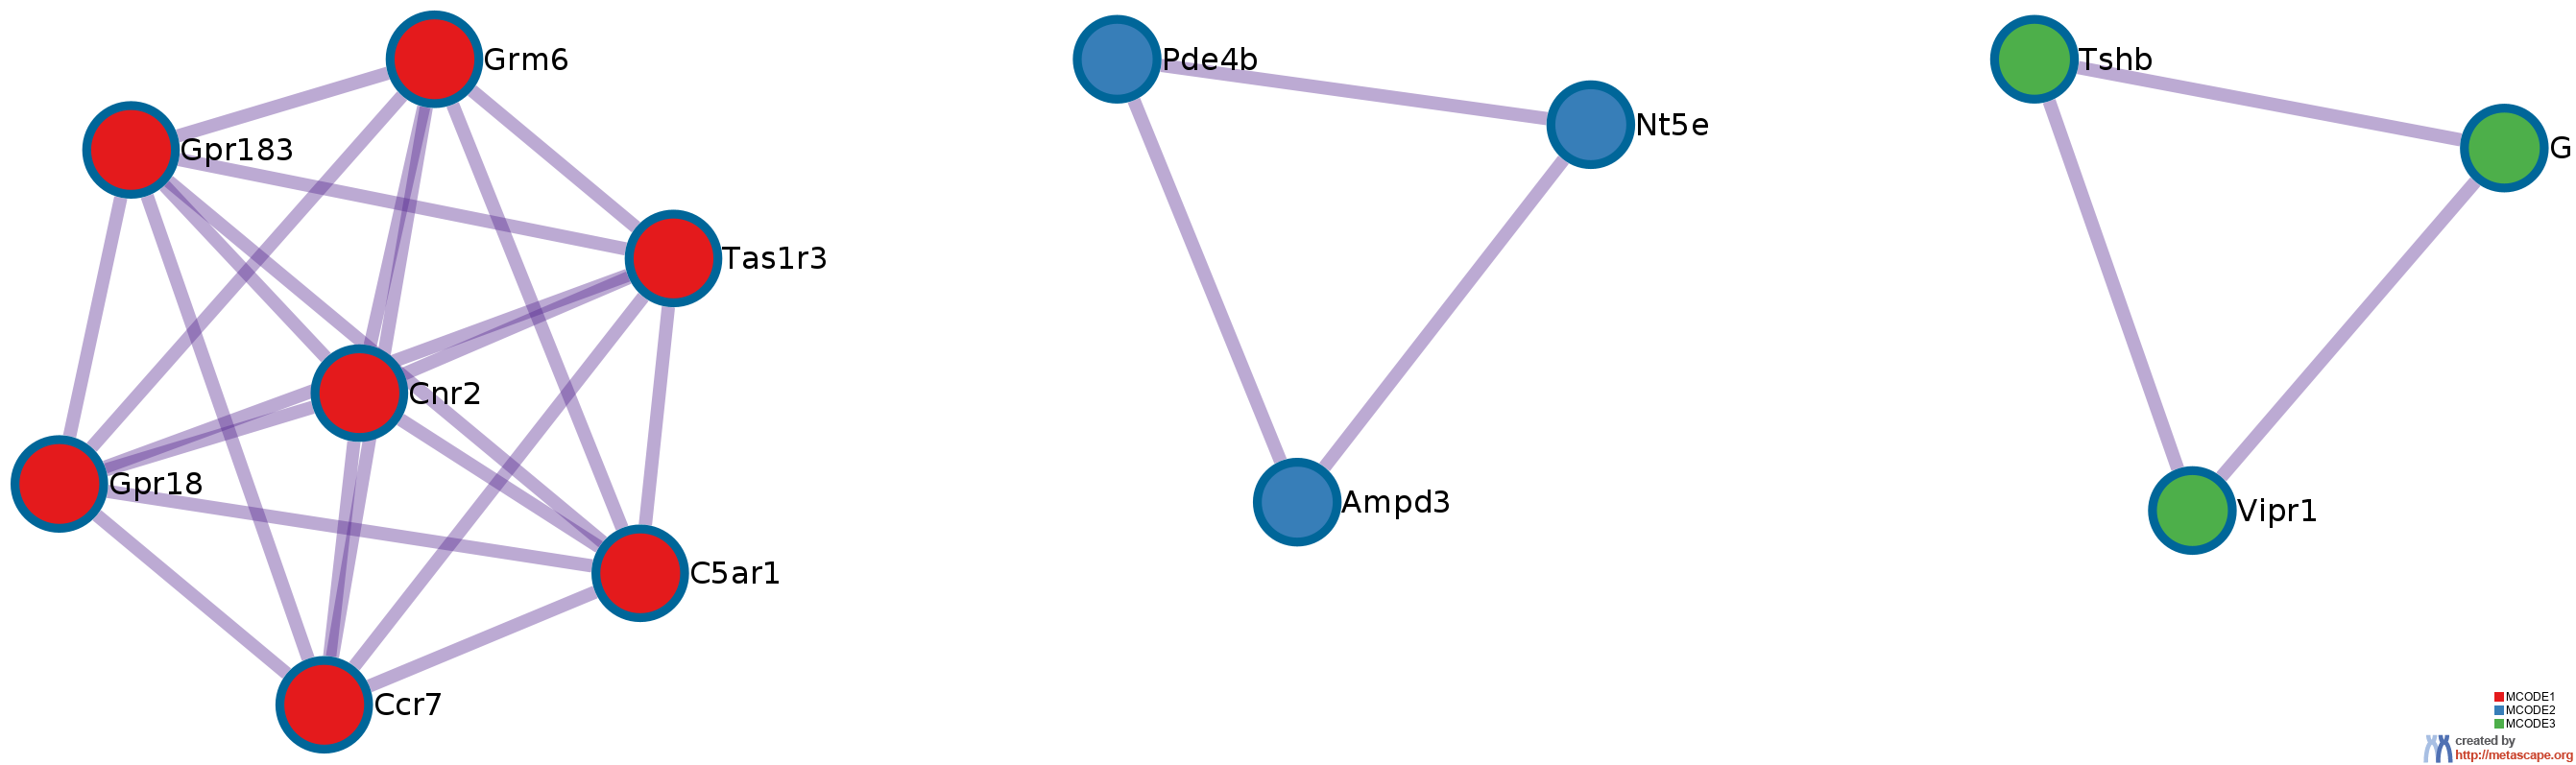 Grm6
Pde4b
Tshb
Nt5e
Gpr183
G
Tas1r3
Cnr2
Gpr18
Ampd3
Vipr1
C5ar1
Ccr7
MCODE1
MCODE2
MCODE3
created by
http://metascape.org